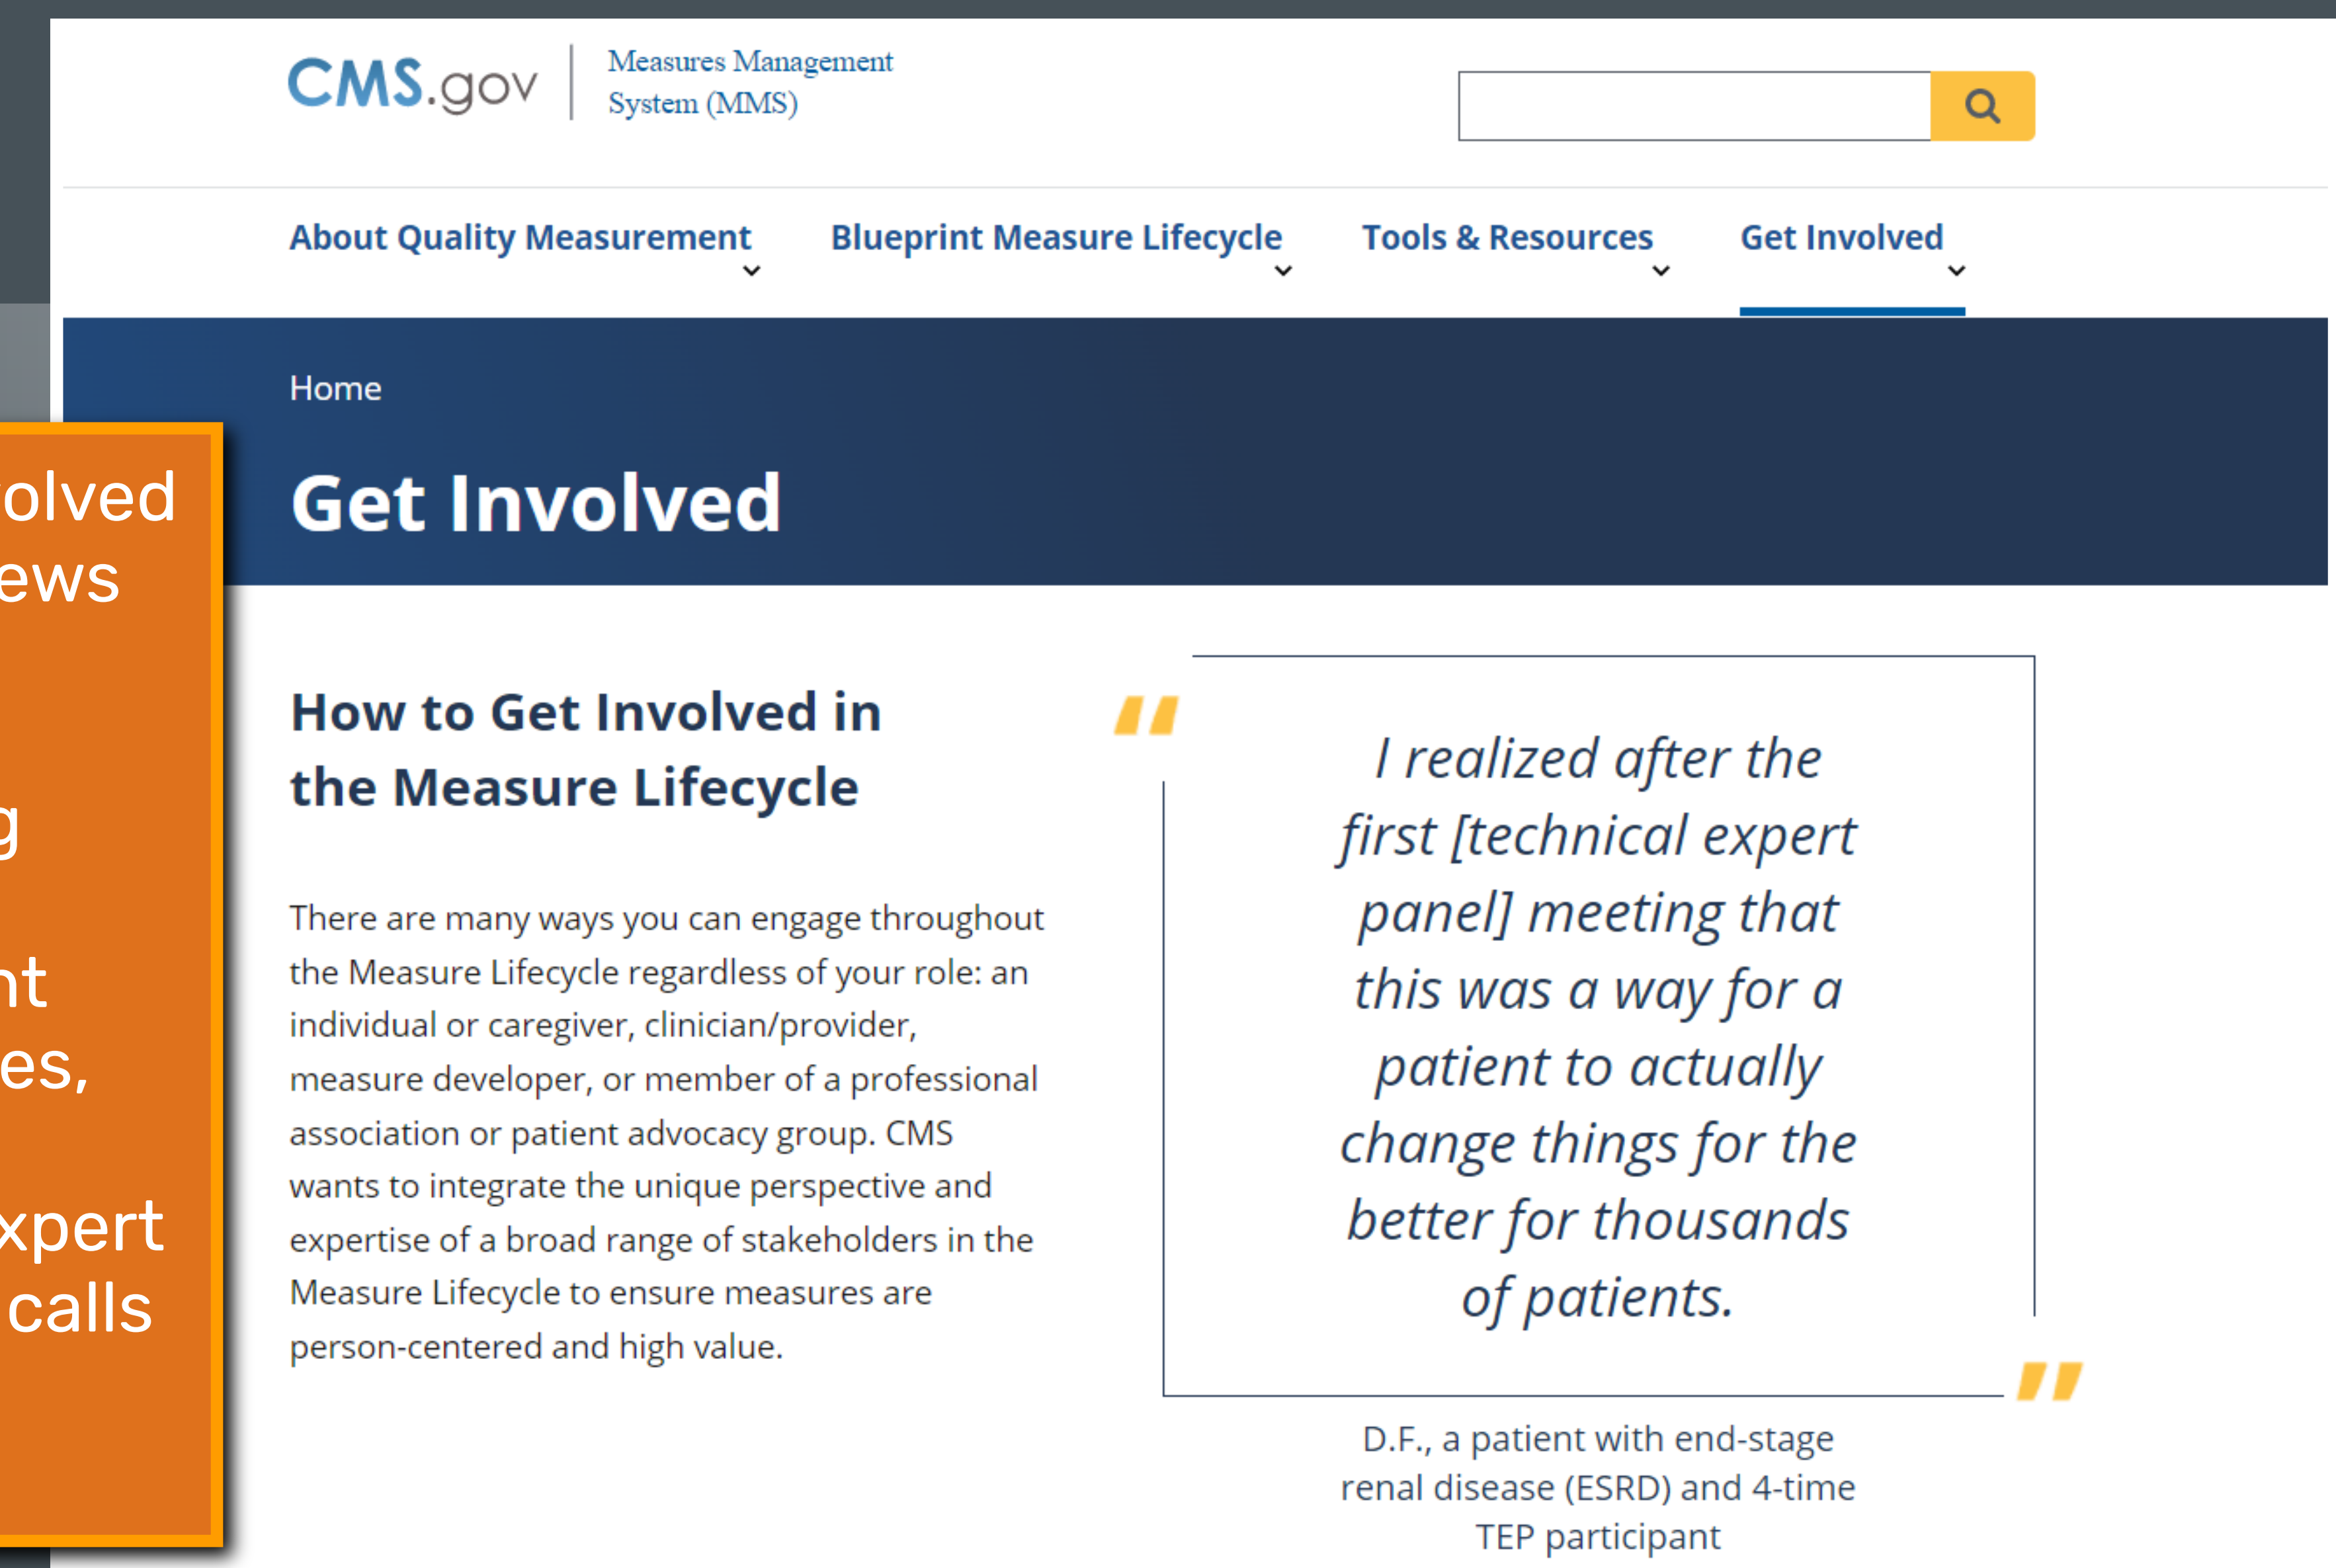 CMS.gov
Measures Management
System (MMS)
About Quality Measurement
Blueprint Measure Lifecycle
Tools & Resources
Get Involved
Home
Get Involved
How to Get Involved in
the Measure Lifecycle
There are many ways you can engage throughout
the Measure Lifecycle regardless of your role: an
individual or caregiver, clinician/provider,
measure developer, or member of a professional
association or patient advocacy group. CMS
wants to integrate the unique perspective and
expertise of a broad range of stakeholders in the
Measure Lifecycle to ensure measures are
person-centered and high value.
“
I realized after the
first [technical expert
panel] meeting that
this was a way for a
patient to actually
change things for the
better for thousands
of patients.
”
D.F., a patient with end-stage
renal disease (ESRD) and 4-time
TEP participant
calls